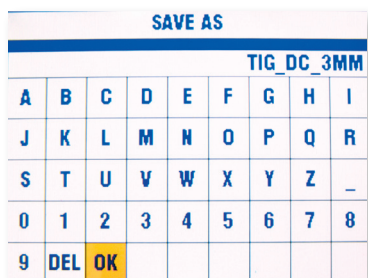 SAVE AS
TIG_DC_3MM
A B C D E F G H I
J K L M N O P Q R
S T U V W X Y Z _
0 1 2 3 4 5 6 7 8
9 DEL OK